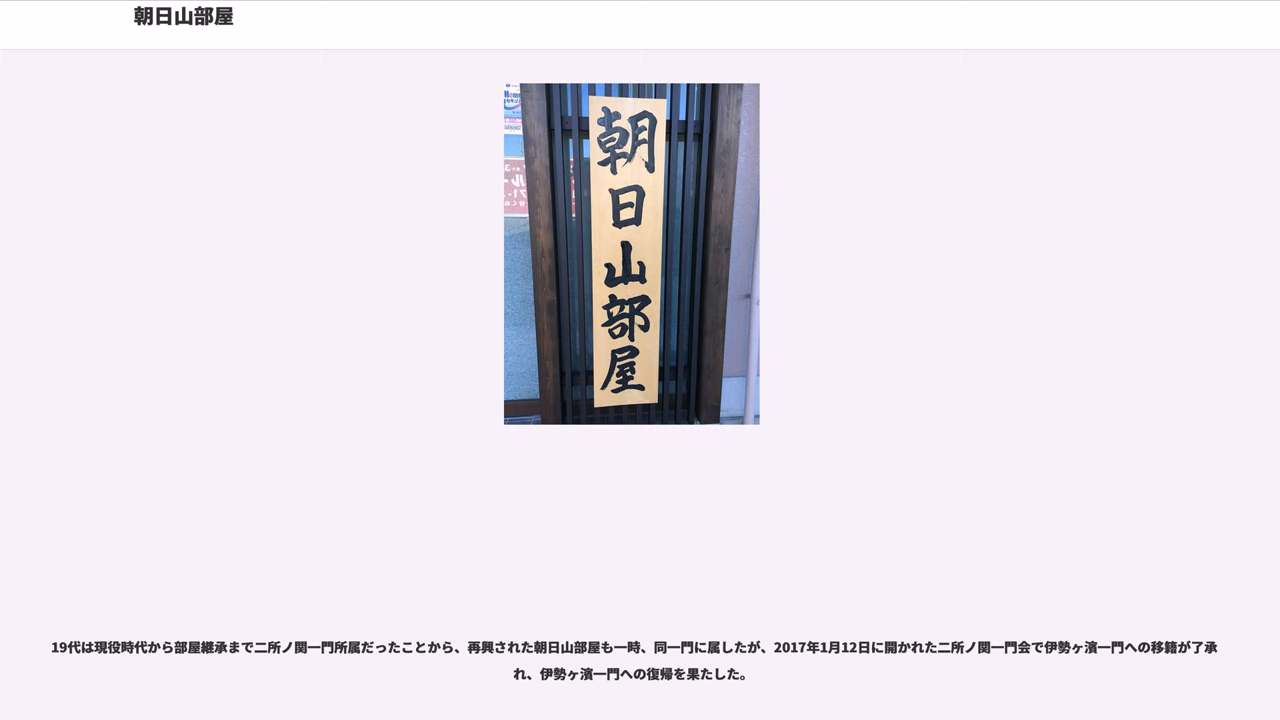 朝日山部屋
朝日山部屋
19代は現役時代から部屋継承まで二所ノ関一門所属だったことから、再興された朝日山部屋も一時、同一門に属したが、2017年1月12日に開かれた二所ノ関一門会で伊勢ヶ濱一門への移籍が了承
れ、伊勢ヶ濱一門への復帰を果たした。